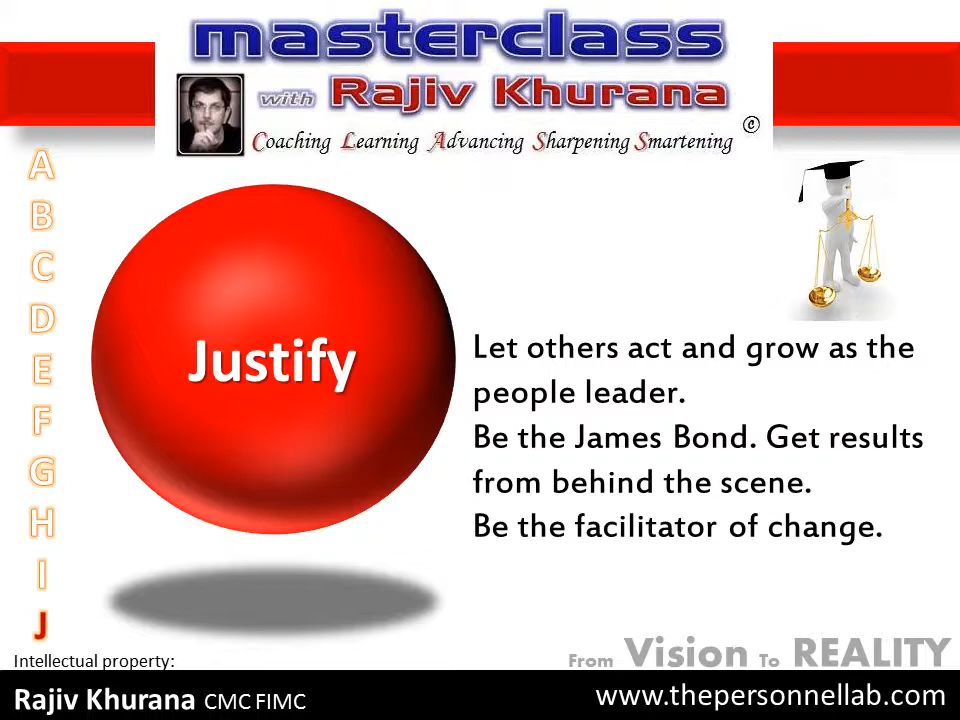 masterclass
with Rajiv Khurana
Coaching Learning Advancing Sharpening Smartening ©
A
B
C
D
E
F
G
H
I
J
Justify
Let others act and grow as the
people leader.
Be the James Bond. Get results
from behind the scene.
Be the facilitator of change.
From Vision To REALITY
Intellectual property:
Rajiv Khurana CMC FIMC
www.thepersonnellab.com